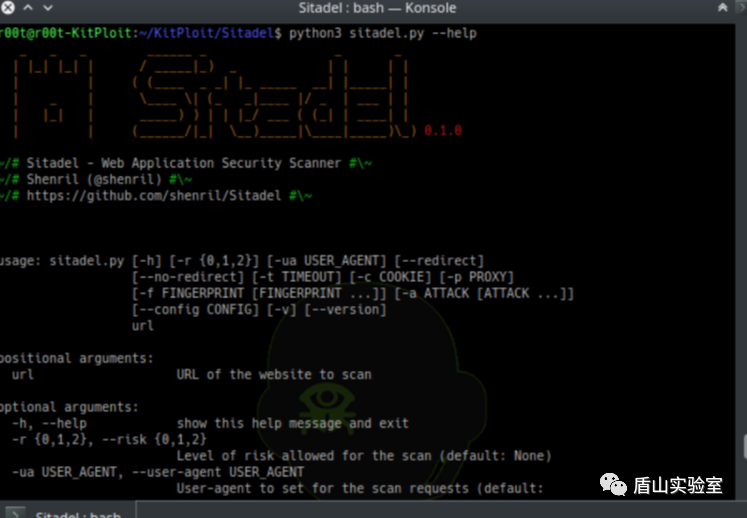 Sitadel : bash — Konsole
r00t@r00t-KitPloit:~/KitPloit/Sitadel$ python3 sitadel.py --help
Sitadel 0.1.0
~/# Sitadel - Web Application Security Scanner #\~
~/# Shenril (@shenril) #\~
~/# https://github.com/shenril/Sitadel #\~
usage: sitadel.py [-h] [-r {0,1,2}] [-ua USER_AGENT] [--redirect]
[--no-redirect] [-t TIMEOUT] [-c COOKIE] [-p PROXY]
[-f FINGERPRINT [FINGERPRINT ...]] [-a ATTACK [ATTACK ...]]
[--config CONFIG] [-v] [--version]
url
positional arguments:
url URL of the website to scan
optional arguments:
-h, --help show this help message and exit
-r {0,1,2}, --risk {0,1,2}
Level of risk allowed for the scan (default: None)
-ua USER_AGENT, --user-agent USER_AGENT
User-agent to set for the scan requests (default:
盾山实验室
Sitadel : bash